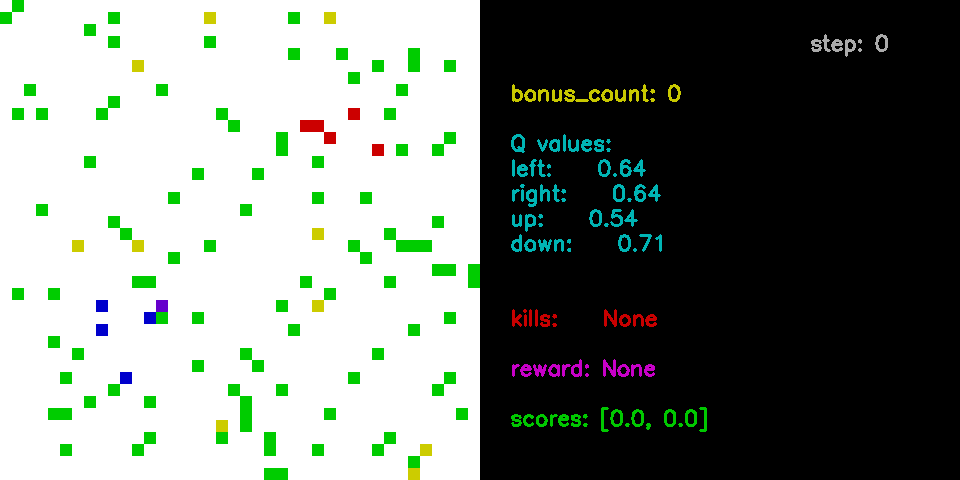 step: 0
bonus_count: 0
Q values:
left: 0.64
right: 0.64
up: 0.54
down: 0.71
kills: None
reward: None
scores: [0.0, 0.0]